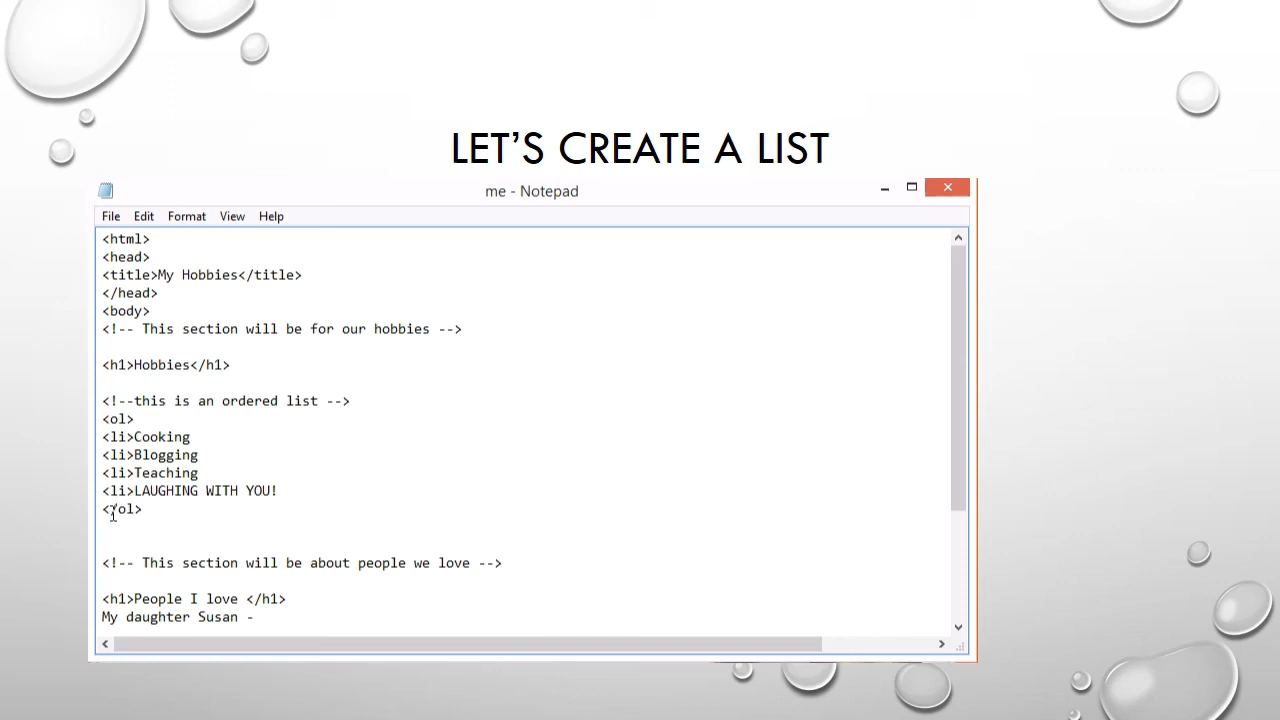 LET'S CREATE A LIST
me - Notepad
File Edit Format View Help
<html>
<head>
<title>My Hobbies</title>
</head>
<body>
<!-- This section will be for our hobbies -->
<h1>Hobbies</h1>
<!--this is an ordered list -->
<ol>
<li>Cooking
<li>Blogging
<li>Teaching
<li>LAUGHING WITH YOU!
</ol>
<!-- This section will be about people we love -->
<h1>People I love </h1>
My daughter Susan -